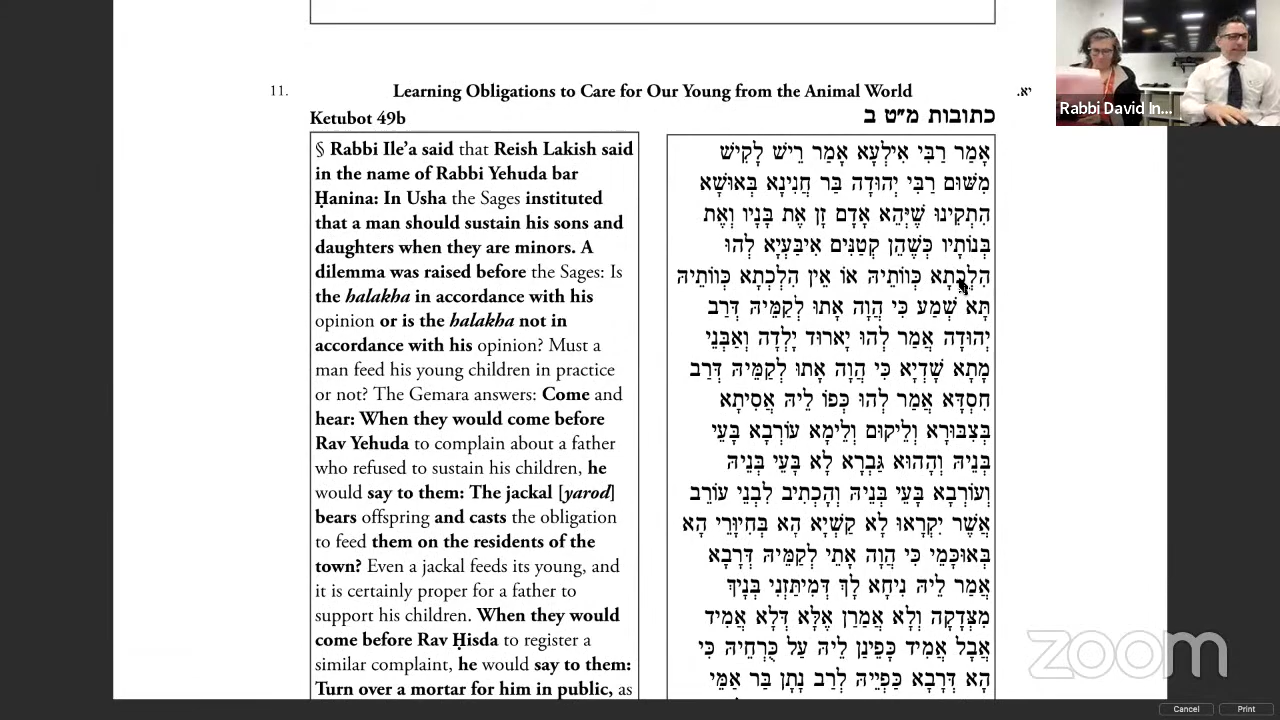 11.
Learning Obligations to Care for Our Young from the Animal World
יא.
Ketubot 49b
כתובות מ״ט ב
§ Rabbi Ile’a said that Reish Lakish said
in the name of Rabbi Yehuda bar
Ḥanina: In Usha the Sages instituted
that a man should sustain his sons and
daughters when they are minors. A
dilemma was raised before the Sages: Is
the halakha in accordance with his
opinion or is the halakha not in
accordance with his opinion? Must a
man feed his young children in practice
or not? The Gemara answers: Come and
hear: When they would come before
Rav Yehuda to complain about a father
who refused to sustain his children, he
would say to them: The jackal [yarod]
bears offspring and casts the obligation
to feed them on the residents of the
town? Even a jackal feeds its young, and
it is certainly proper for a father to
support his children. When they would
come before Rav Ḥisda to register a
similar complaint, he would say to them:
Turn over a mortar for him in public, as
אָמַר רַבִּי אִילְעָא אָמַר רֵישׁ לָקִישׁ
מִשּׁוּם רַבִּי יְהוּדָה בַּר חֲנִינָא בְּאוּשָׁא
הִתְקִינוּ שֶׁיְּהֵא אָדָם זָן אֶת בָּנָיו וְאֶת
בְּנוֹתָיו כְּשֶׁהֵן קְטַנִּים אִיבַּעְיָא לְהוּ
הִלְכְתָא כְּווֹתֵיהּ אוֹ אֵין הִלְכְתָא כְּווֹתֵיהּ
תָּא שְׁמַע כִּי הֲוָה אָתוּ לְקַמֵּיהּ דְּרַב
יְהוּדָה אֲמַר לְהוּ יָארוּד יָלְדָה וְאַבְּנֵי
מָתָא שָׁדְיָא כִּי הֲוָה אָתוּ לְקַמֵּיהּ דְּרַב
חִסְדָּא אֲמַר לְהוּ כְּפוֹ לֵיהּ אֲסִיתָא
בְּצִבּוּרָא וְלֵיקוּם וְלֵימָא עוֹרְבָא בָּעֵי
בְּנֵיהּ וְהָהוּא גַּבְרָא לָא בָּעֵי בְּנֵיהּ
וְעוֹרְבָא בָּעֵי בְּנֵיהּ וְהָכְתִיב לִבְנֵי עוֹרֵב
אֲשֶׁר יִקְרָאוּ לָא קַשְׁיָא הָא בְּחִיוָּרֵי הָא
בְּאוּכָּמֵי כִּי הֲוָה אָתֵי לְקַמֵּיהּ דְּרָבָא
אֲמַר לֵיהּ נִיחָא לָךְ דְּמִיתַּזְנִי בְּנָיךְ
מִצְּדָקָה וְלָא אֲמַרַן אֶלָּא דְּלָא אֲמִיד
אֲבָל אֲמִיד כָּפֵינַן לֵיהּ עַל כֻּרְחֵיהּ כִּי
הָא דְּרָבָא כַּפְיֵיהּ לְרַב נָתָן בַּר אַמֵּי
Rabbi David In...
zoom
Cancel
Print